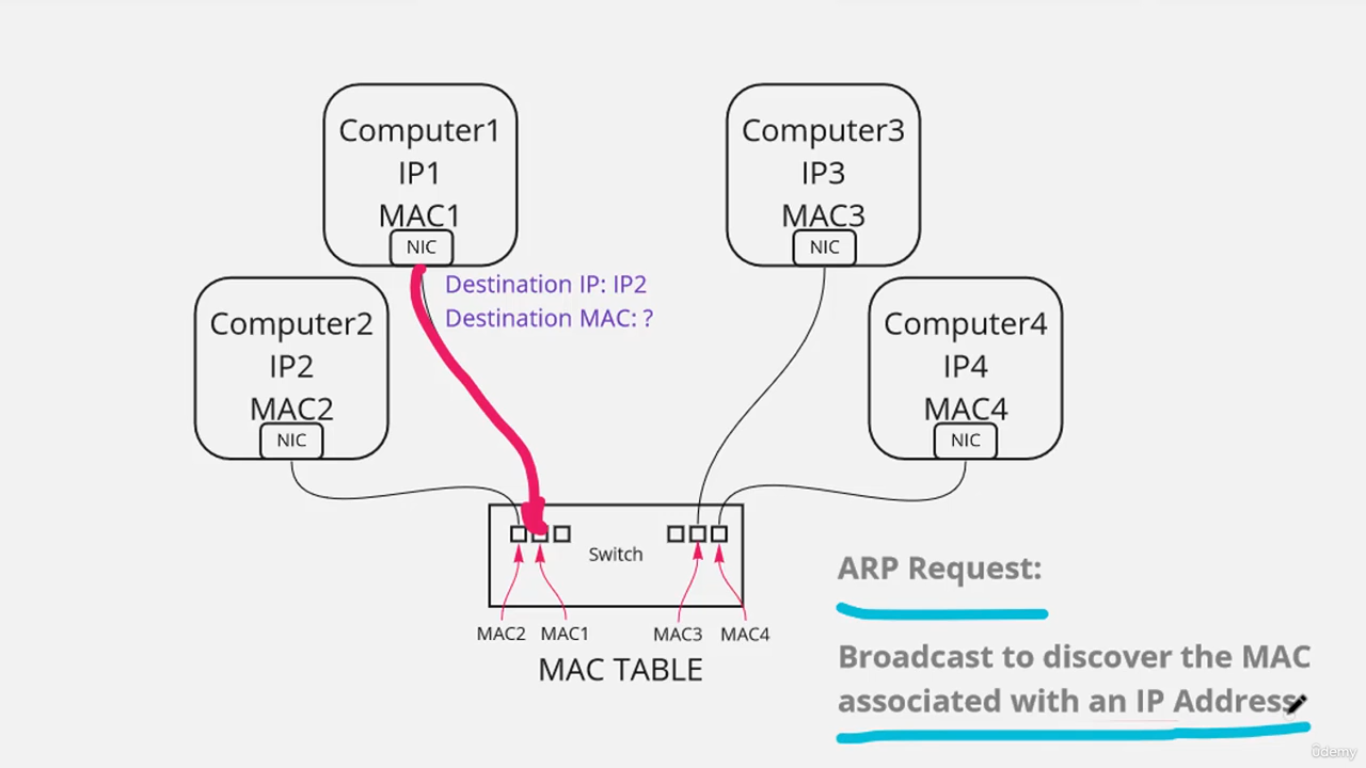 Computer1
IP1
MAC1
NIC
Computer3
IP3
MAC3
NIC
Destination IP: IP2
Destination MAC: ?
Computer2
IP2
MAC2
NIC
Computer4
IP4
MAC4
NIC
Switch
MAC2 MAC1 MAC3 MAC4
MAC TABLE
ARP Request:
Broadcast to discover the MAC
associated with an IP Address
ûdemy